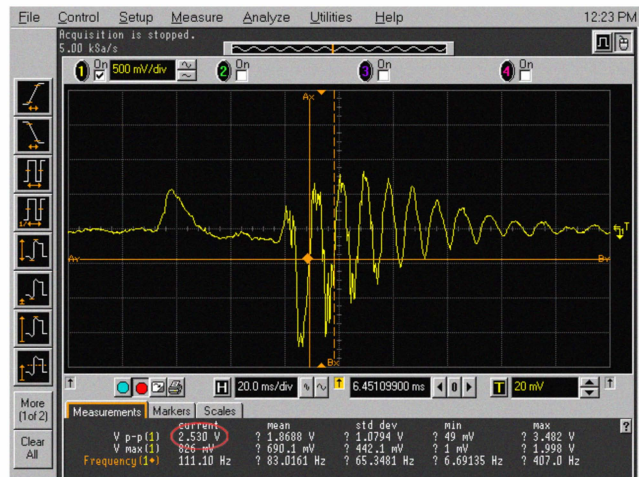 File Control Setup Measure Analyze Utilities Help 12:23 PM
Acquisition is stopped.
5.00 kSa/s
1 On 500 mV/div 2 On 3 On 4 On
Ax
T
Ay By
Bx
More
(1of 2)
Clear
All
H 20.0 ms/div 6.45109900 ms 0 T 20 mV
Measurements Markers Scales
current mean std dev min max ?
V p-p(1) 2.530 V ? 1.8688 V ? 1.0794 V ? 49 mV ? 3.482 V
V max(1) 826 mV ? 690.1 mV ? 442.1 mV ? 1 mV ? 1.998 V
Frequency(1♦) 111.10 Hz ? 83.0161 Hz ? 65.3481 Hz ? 6.69135 Hz ? 407.0 Hz